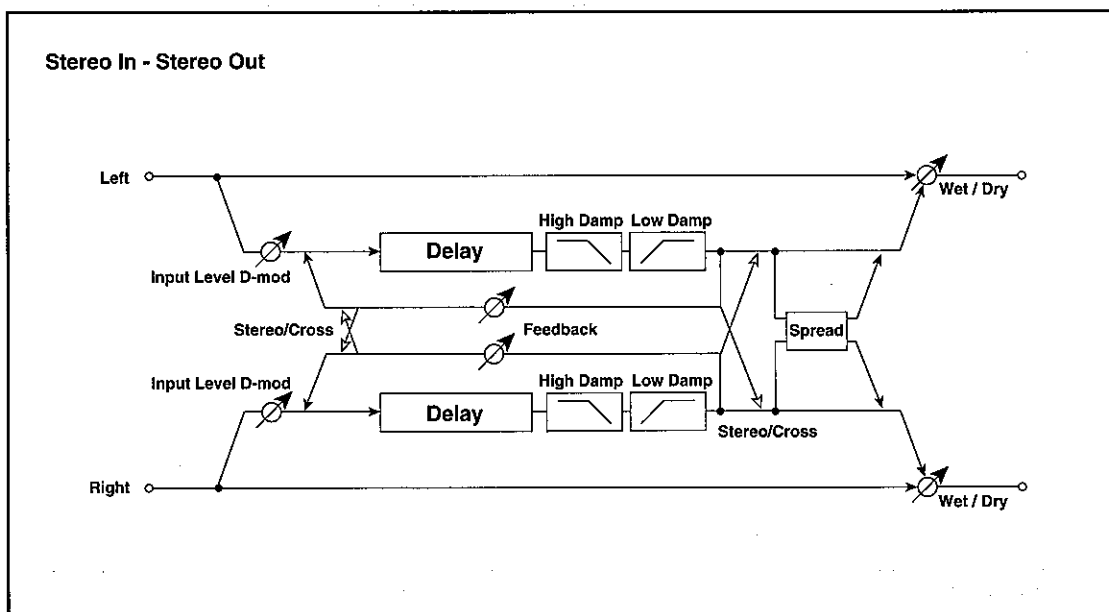 Stereo In - Stereo Out
Left
Wet / Dry
High Damp
Low Damp
Delay
Input Level D-mod
Stereo/Cross
Feedback
Spread
Input Level D-mod
High Damp
Low Damp
Delay
Stereo/Cross
Right
Wet / Dry